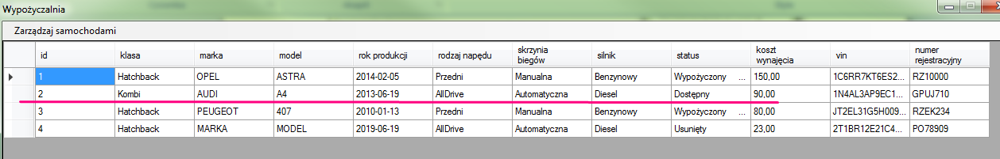 Wypożyczalnia
Zarządzaj samochodami
id klasa marka model rok produkcji rodzaj napędu skrzynia biegów silnik status koszt wynajęcia vin numer rejestracyjny
1 Hatchback OPEL ASTRA 2014-02-05 Przedni Manualna Benzynowy Wypożyczony ... 150,00 1C6RR7KT6ES2... RZ10000
2 Kombi AUDI A4 2013-06-19 AllDrive Automatyczna Diesel Dostępny 90,00 1N4AL3AP9EC1... GPUJ710
3 Hatchback PEUGEOT 407 2010-01-13 Przedni Manualna Benzynowy Wypożyczony ... 80,00 JT2EL31G5H009... RZEK234
4 Hatchback MARKA MODEL 2019-06-19 AllDrive Automatyczna Diesel Usunięty 23,00 2T1BR12E21C4... PO78909